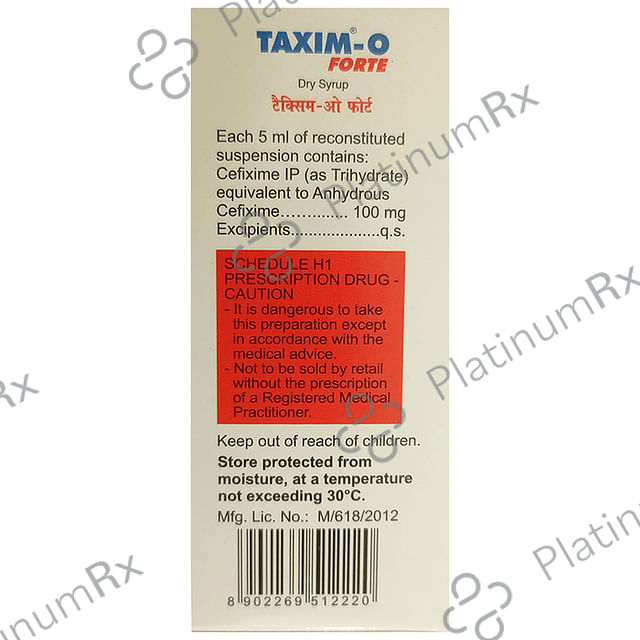 TAXIM®-O
FORTE
Dry Syrup
टैक्सिम-ओ फोर्ट
Each 5 ml of reconstituted
suspension contains:
Cefixime IP (as Trihydrate)
equivalent to Anhydrous
Cefixime.............. 100 mg
Excipients...................q.s.
SCHEDULE H1
PRESCRIPTION DRUG -
CAUTION
- It is dangerous to take
this preparation except
in accordance with the
medical advice.
- Not to be sold by retail
without the prescription
of a Registered Medical
Practitioner.
Keep out of reach of children.
Store protected from
moisture, at a temperature
not exceeding 30°C.
Mfg. Lic. No.: M/618/2012
8 902269 512220
PlatinumRx
PlatinumRx
PlatinumRx
PlatinumRx
PlatinumRx